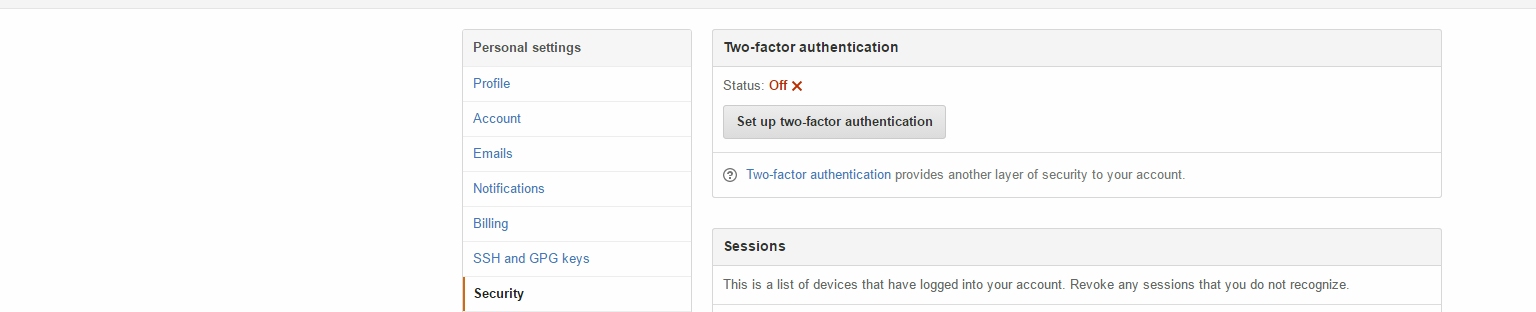 Personal settings
Profile
Account
Emails
Notifications
Billing
SSH and GPG keys
Security
Two-factor authentication
Status: Off
Set up two-factor authentication
Two-factor authentication provides another layer of security to your account.
Sessions
This is a list of devices that have logged into your account. Revoke any sessions that you do not recognize.